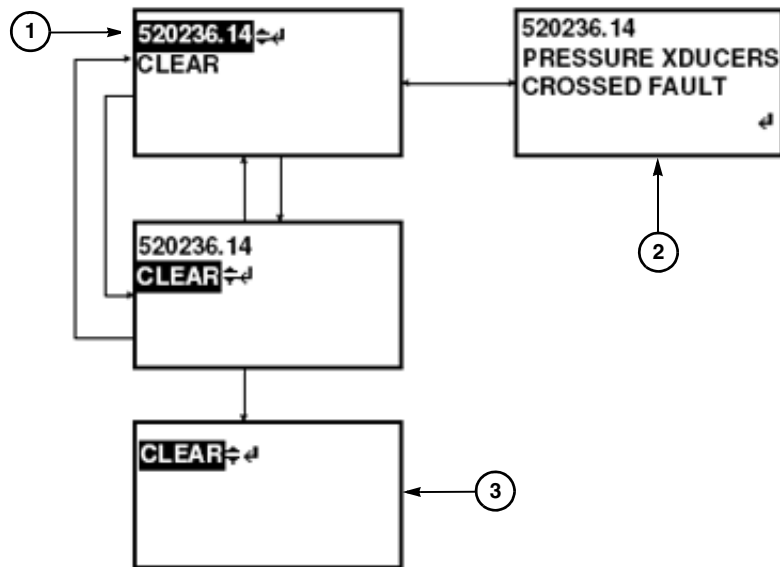 1
520236.14
CLEAR
520236.14
PRESSURE XDUCERS
CROSSED FAULT
2
520236.14
CLEAR
CLEAR
3